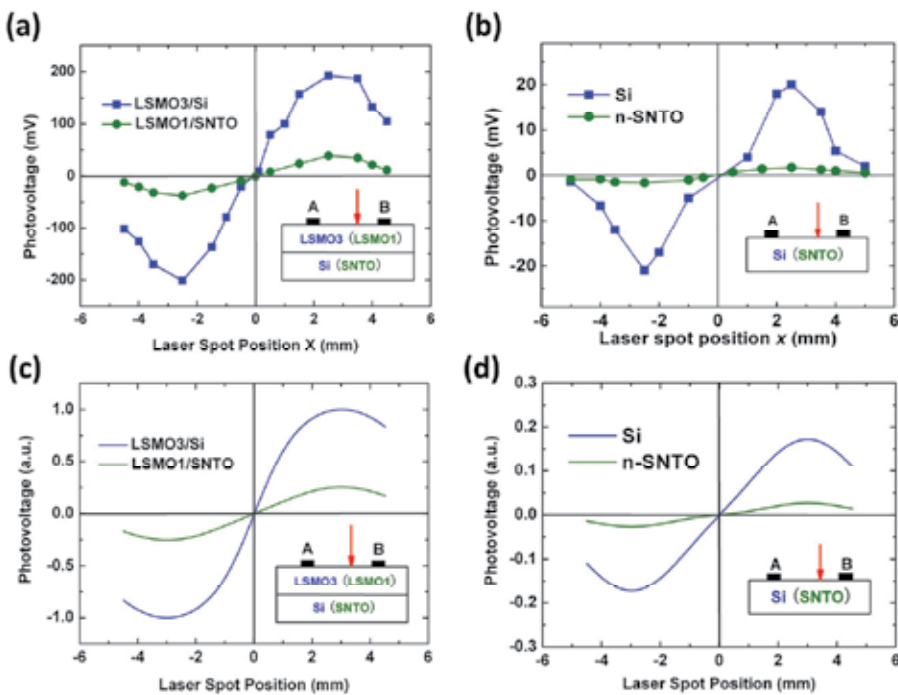 (a)
200
100
0
-100
-200
Photovoltage (mV)
LSMO3/Si
LSMO1/SNTO
A
B
LSMO3 (LSMO1)
Si (SNTO)
-6 -4 -2 0 2 4 6
Laser Spot Position X (mm)
(b)
20
10
0
-10
-20
Photovoltage (mV)
Si
n-SNTO
A
B
Si (SNTO)
-6 -4 -2 0 2 4 6
Laser spot position x (mm)
(c)
1.0
0.5
0.0
-0.5
-1.0
Photovoltage (a.u.)
LSMO3/Si
LSMO1/SNTO
A
B
LSMO3 (LSMO1)
Si (SNTO)
-6 -4 -2 0 2 4 6
Laser Spot Position (mm)
(d)
0.3
0.2
0.1
0.0
-0.1
-0.2
-0.3
Photovoltage (a.u.)
Si
n-SNTO
A
B
Si (SNTO)
-6 -4 -2 0 2 4 6
Laser Spot Position (mm)